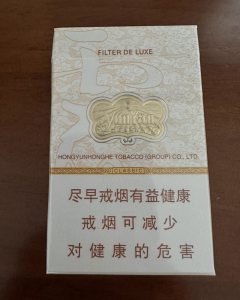 FILTER DE LUXE
HONGYUNHONGHE TOBACCO (GROUP) CO., LTD.
CLASSIC
尽早戒烟有益健康
戒烟可减少
对健康的危害